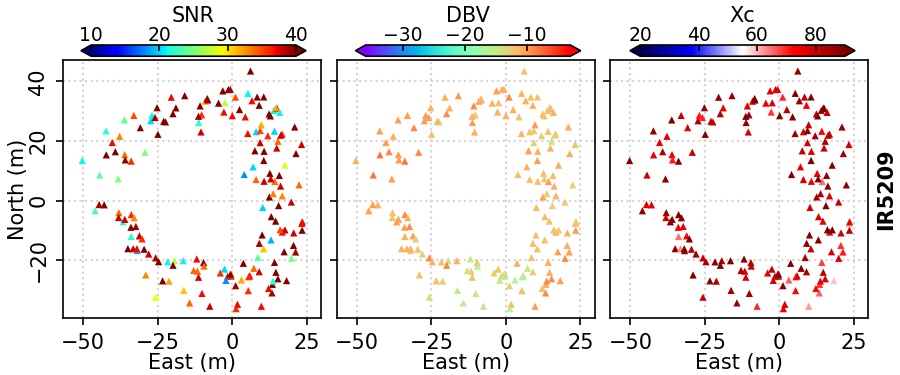 SNR DBV Xc
10 20 30 40 −30 −20 −10 20 40 60 80
40
20
0
−20
North (m)
IR5209
−50 −25 0 25 −50 −25 0 25 −50 −25 0 25
East (m) East (m) East (m)